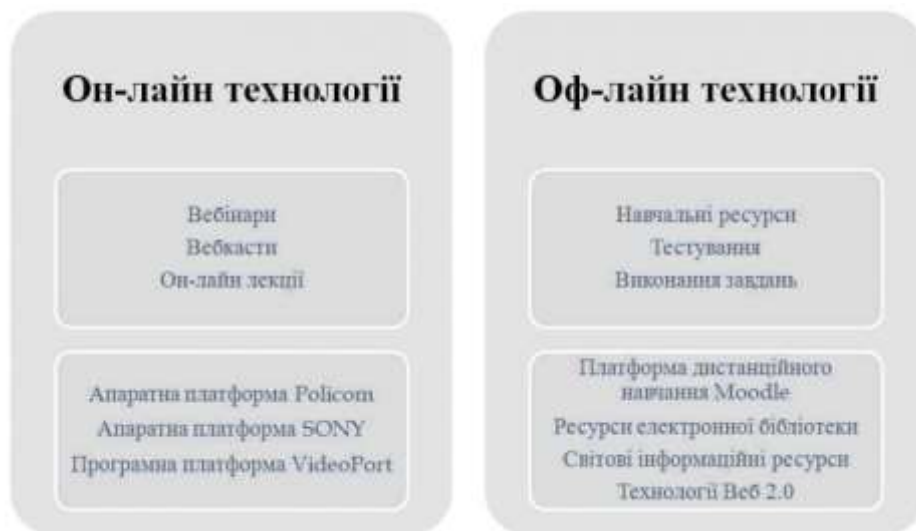 Он-лайн технології
Вебінари
Вебкасти
Он-лайн лекції
Апаратна платформа Policom
Апаратна платформа SONY
Програмна платформа VideoPort
Оф-лайн технології
Навчальні ресурси
Тестування
Виконання завдань
Платформа дистанційного
навчання Moodle
Ресурси електронної бібліотеки
Світові інформаційні ресурси
Технології Веб 2.0